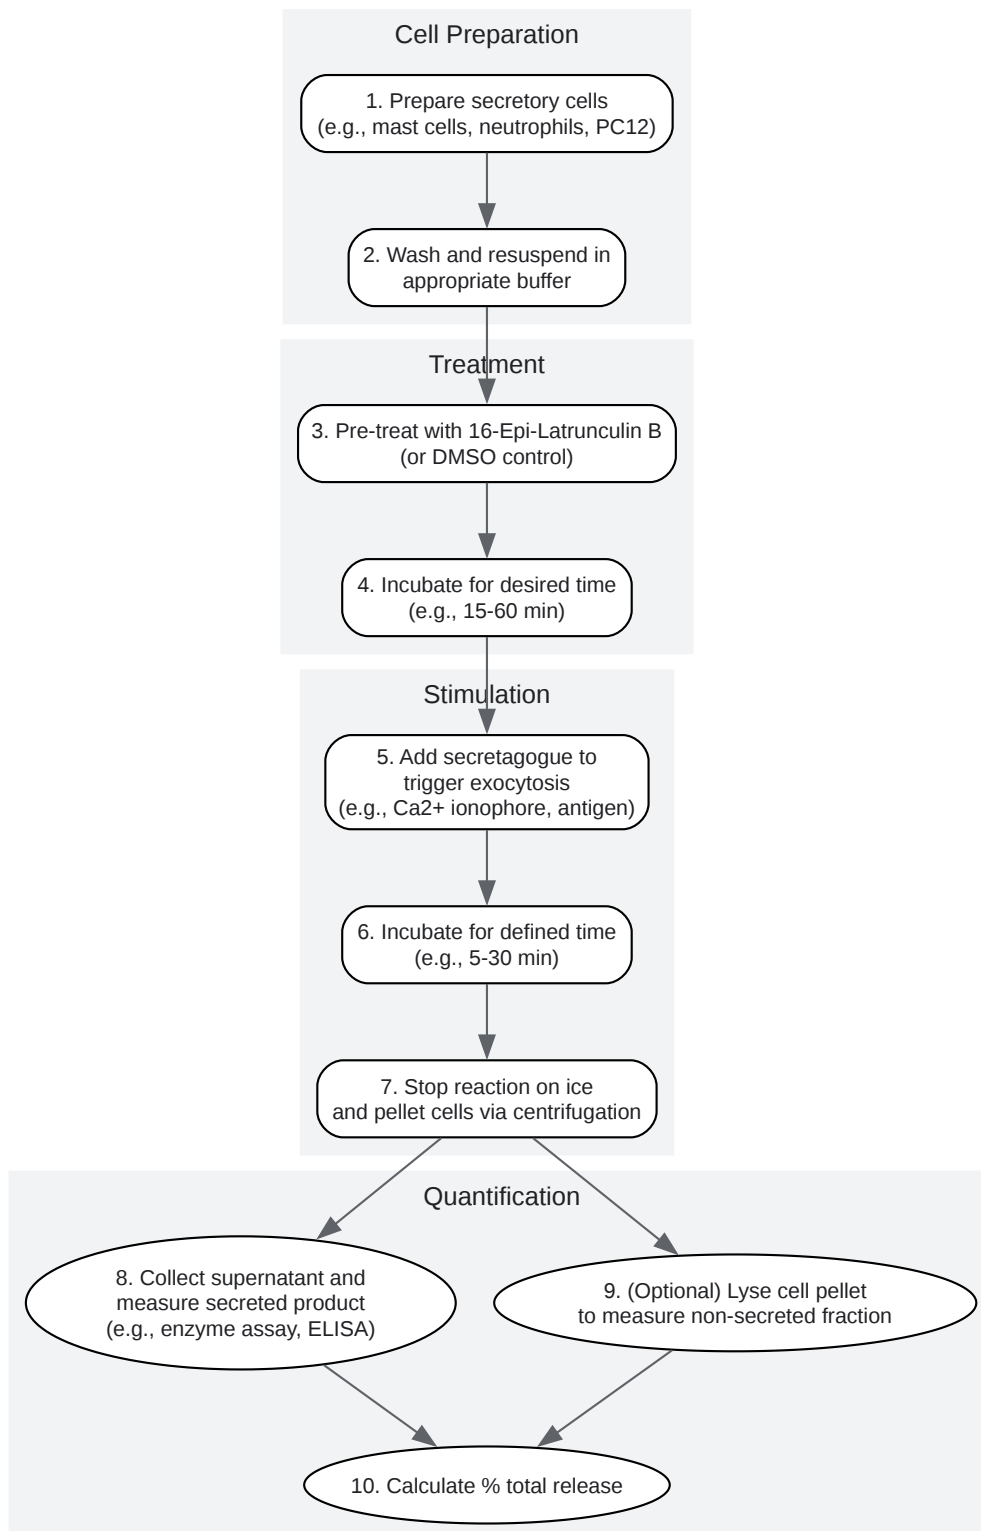 Cell Preparation
1. Prepare secretory cells
(e.g., mast cells, neutrophils, PC12)
2. Wash and resuspend in
appropriate buffer
Treatment
3. Pre-treat with 16-Epi-Latrunculin B
(or DMSO control)
4. Incubate for desired time
(e.g., 15-60 min)
Stimulation
5. Add secretagogue to
trigger exocytosis
(e.g., Ca2+ ionophore, antigen)
6. Incubate for defined time
(e.g., 5-30 min)
7. Stop reaction on ice
and pellet cells via centrifugation
Quantification
8. Collect supernatant and
measure secreted product
(e.g., enzyme assay, ELISA)
9. (Optional) Lyse cell pellet
to measure non-secreted fraction
10. Calculate % total release